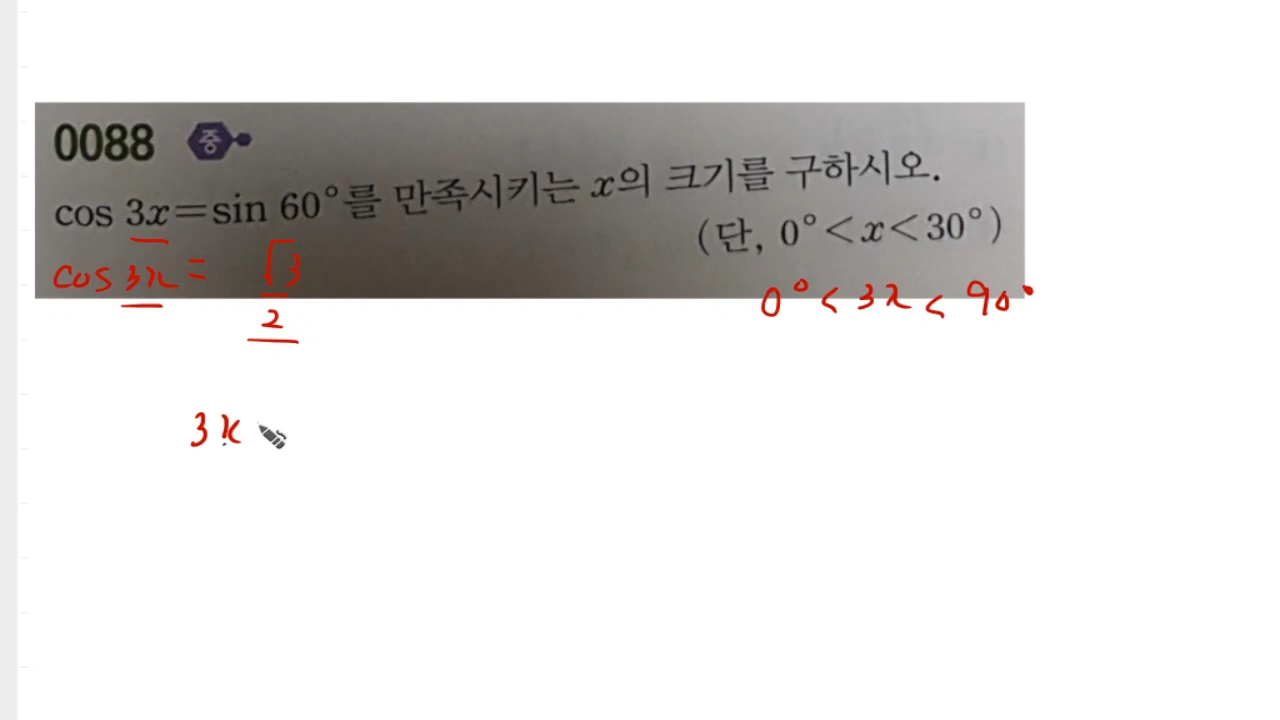 0088 중
cos 3x=sin 60°를 만족시키는 x의 크기를 구하시오.
(단, 0°<x<30°)
cos 3x = √3/2
0° < 3x < 90°
3x